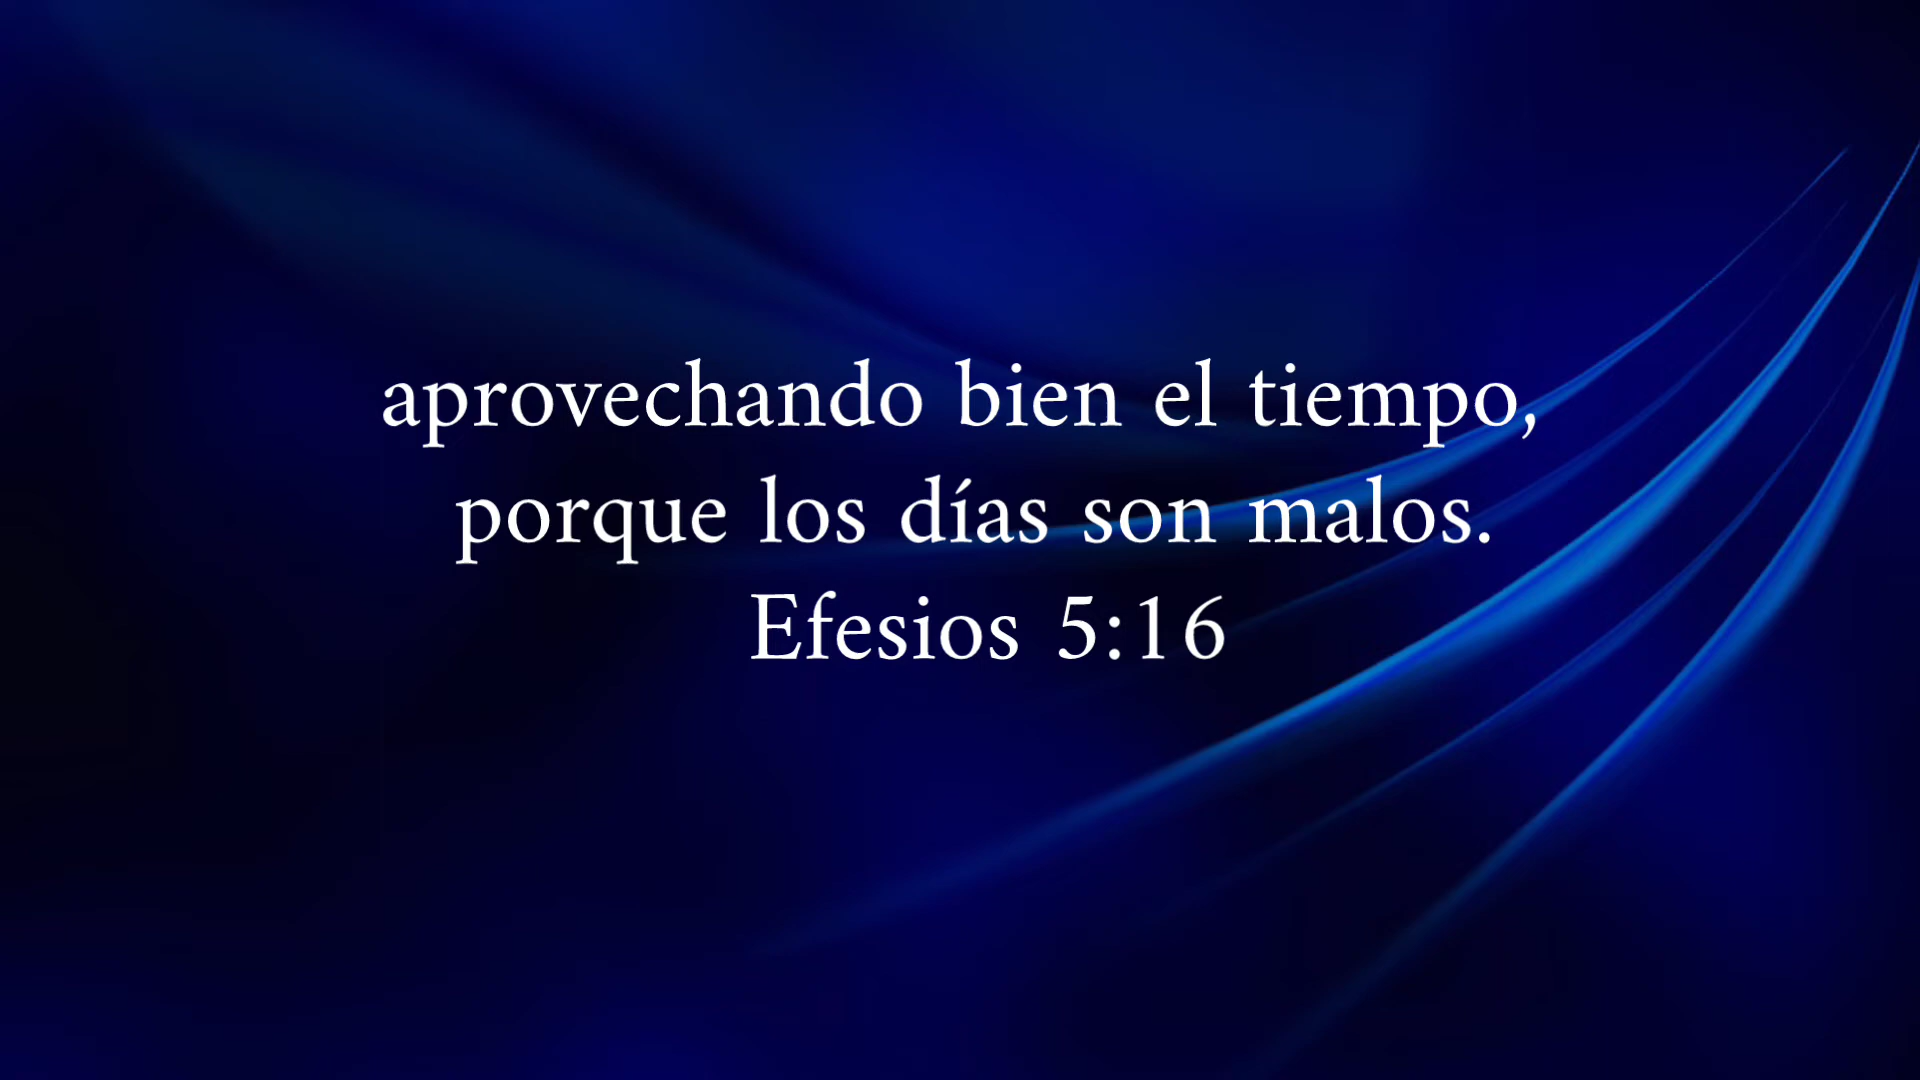 aprovechando bien el tiempo,
porque los días son malos.
Efesios 5:16